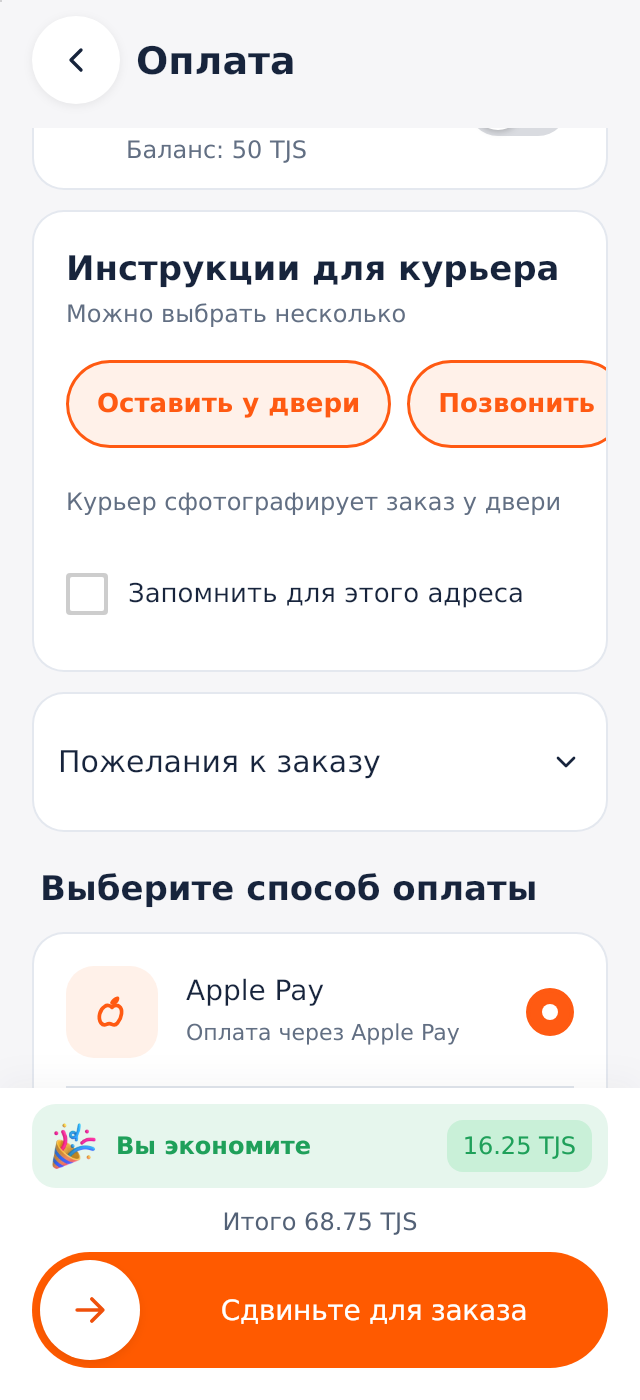 Оплата
Баланс: 50 TJS
Инструкции для курьера
Можно выбрать несколько
Оставить у двери
Позвонить
Курьер сфотографирует заказ у двери
Запомнить для этого адреса
Пожелания к заказу
Выберите способ оплаты
Apple Pay
Оплата через Apple Pay
Вы экономите
16.25 TJS
Итого 68.75 TJS
Сдвиньте для заказа